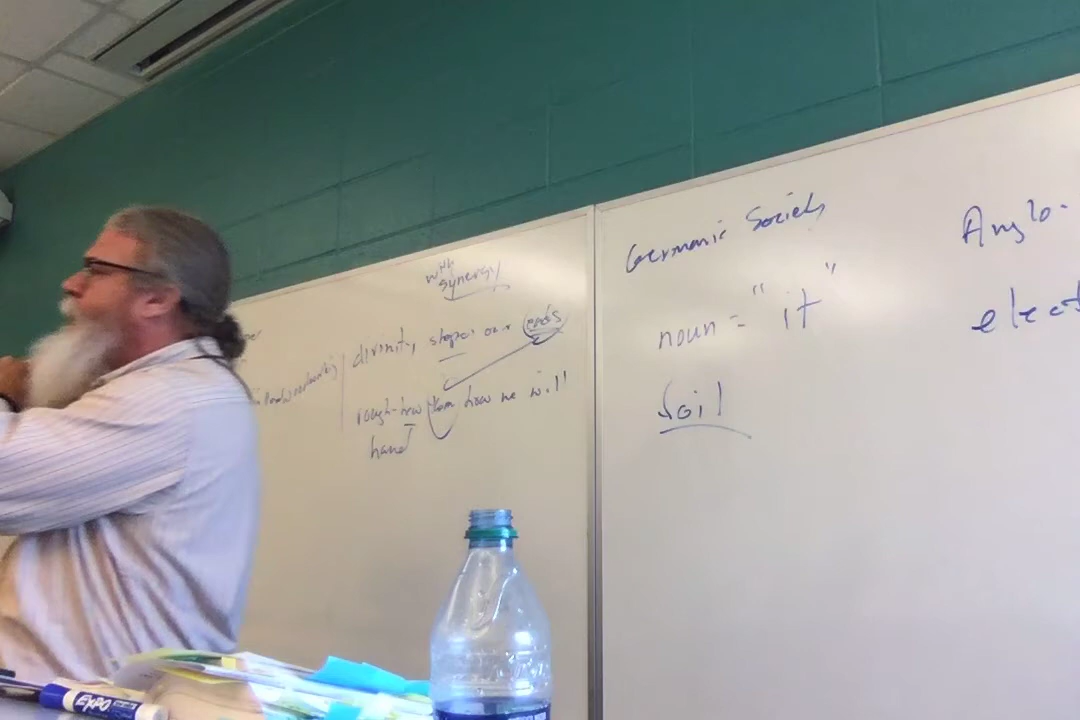 with
synergy
divinity shapes our ends
rough-hew them how we will
hand
Germanic Society
noun = "it"
soil
Anglo-
elect
EXPO